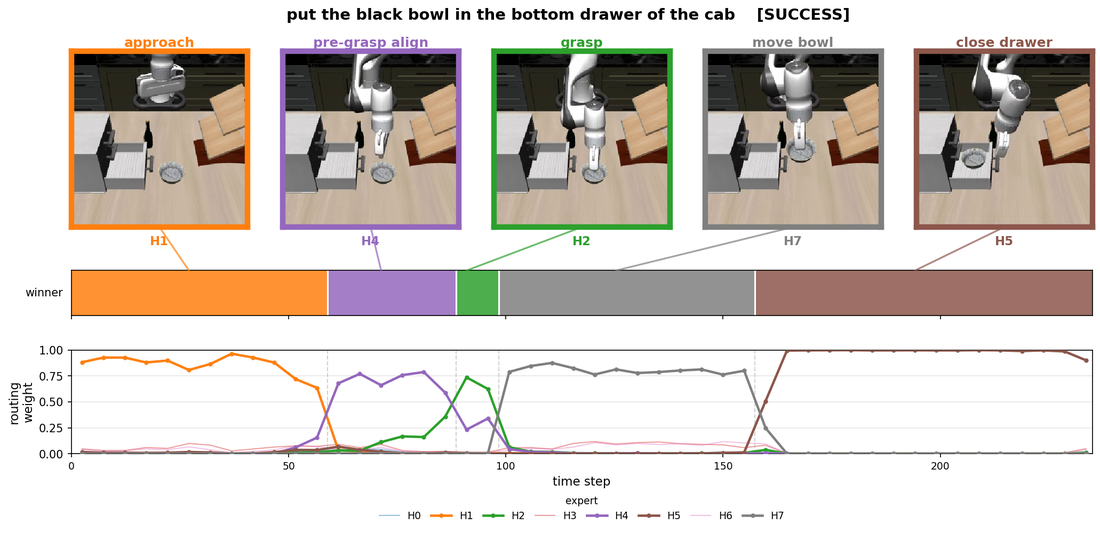 put the black bowl in the bottom drawer of the cab [SUCCESS]
approach pre-grasp align grasp move bowl close drawer
H1 H4 H2 H7 H5
winner
0 50 100 150 200
routing weight
1.00
0.75
0.50
0.25
0.00
time step
expert
H0 H1 H2 H3 H4 H5 H6 H7